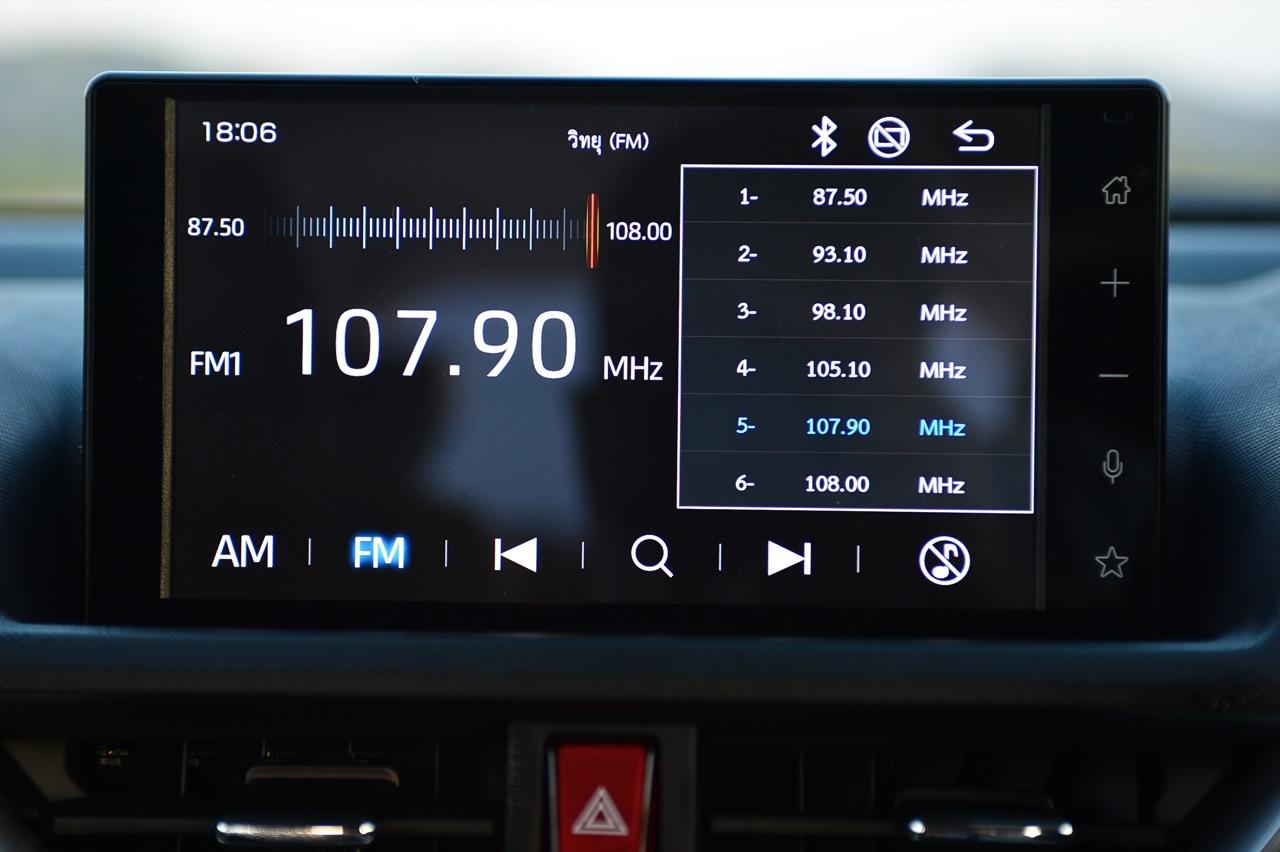 18:06
วิทยุ (FM)
87.50
108.00
FM1 107.90 MHz
1- 87.50 MHz
2- 93.10 MHz
3- 98.10 MHz
4- 105.10 MHz
5- 107.90 MHz
6- 108.00 MHz
AM FM